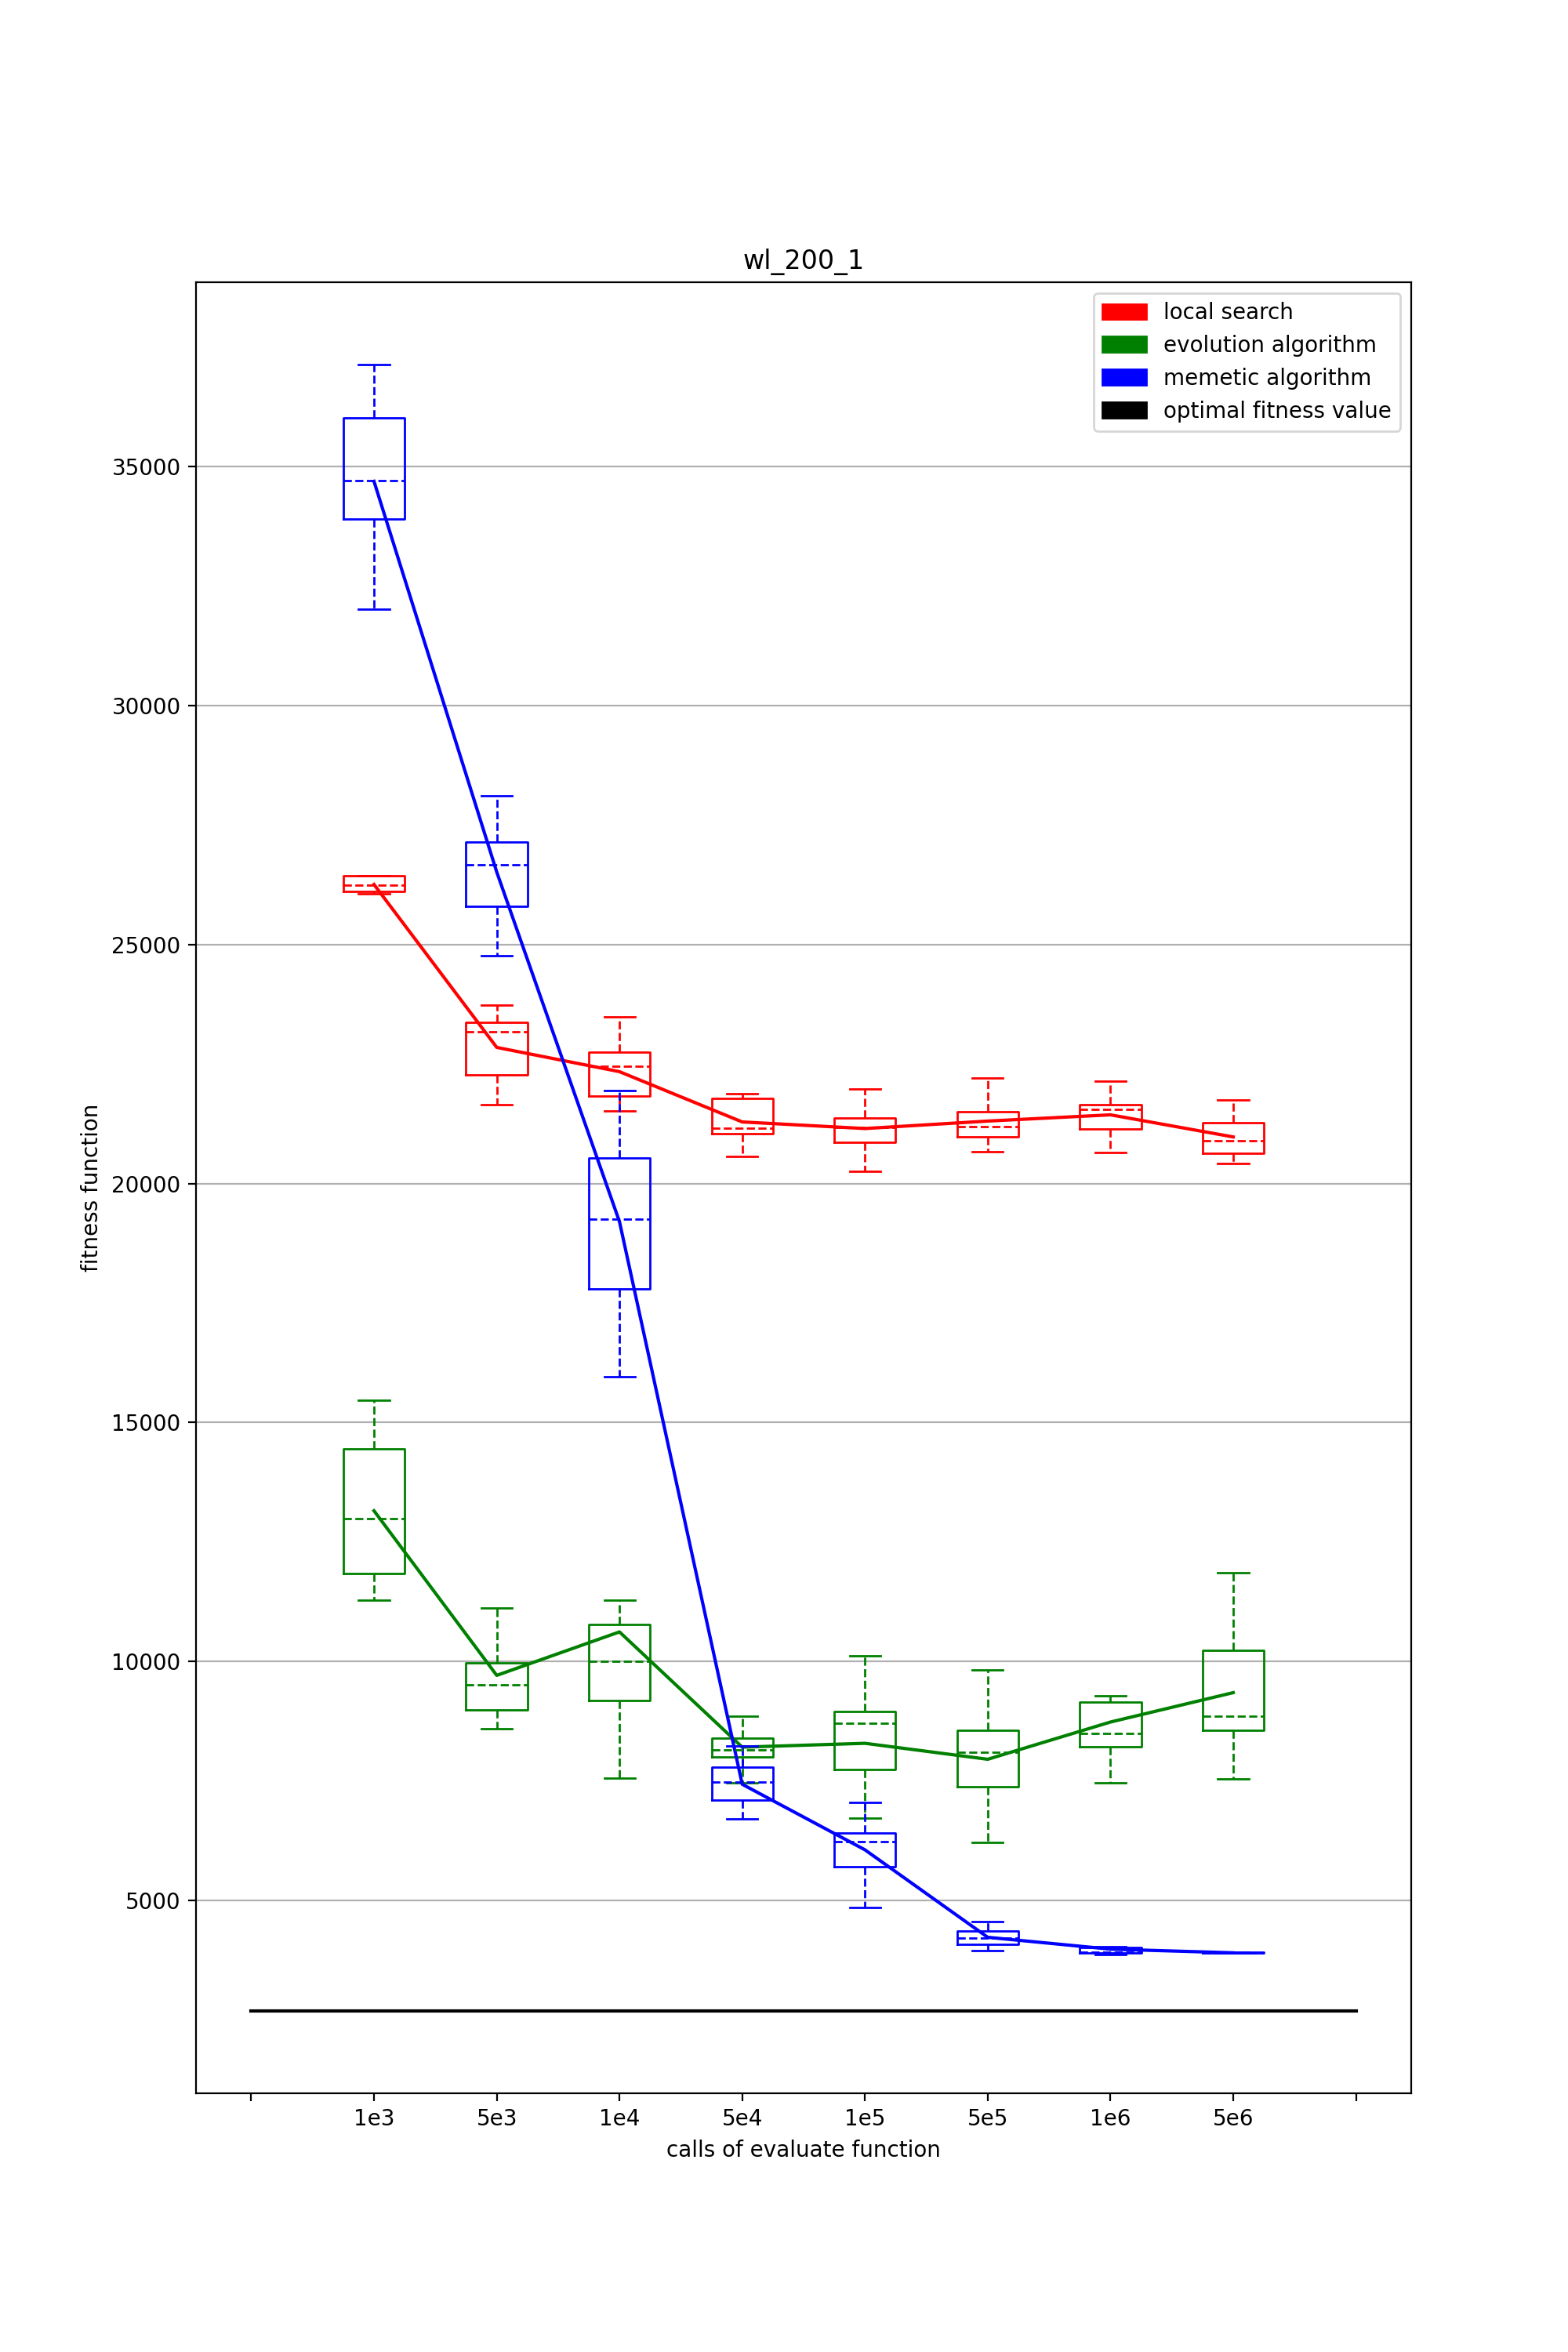 wl_200_1
local search
evolution algorithm
memetic algorithm
optimal fitness value
35000
30000
25000
20000
15000
10000
5000
fitness function
1e3 5e3 1e4 5e4 1e5 5e5 1e6 5e6
calls of evaluate function